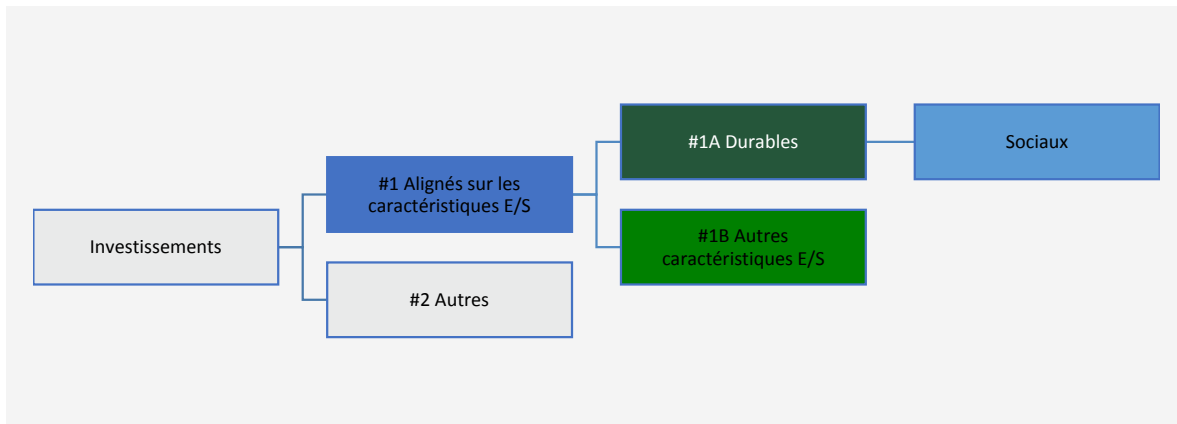 #1A Durables
Sociaux
#1 Alignés sur les
caractéristiques E/S
#1B Autres
caractéristiques E/S
Investissements
#2 Autres